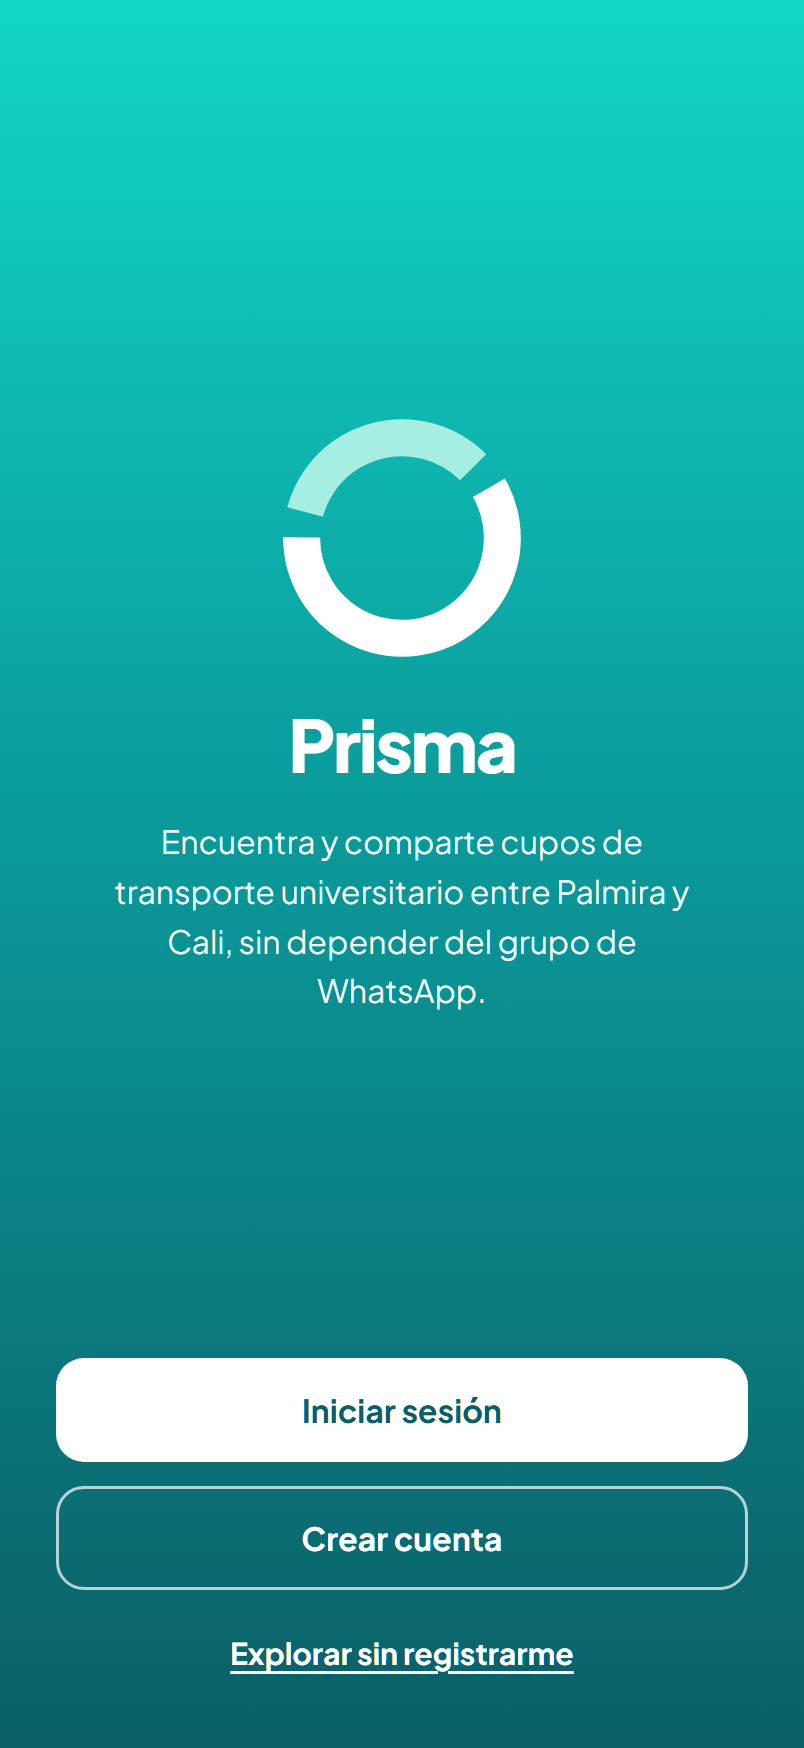 Prisma
Encuentra y comparte cupos de
transporte universitario entre Palmira y
Cali, sin depender del grupo de
WhatsApp.
Iniciar sesión
Crear cuenta
Explorar sin registrarme